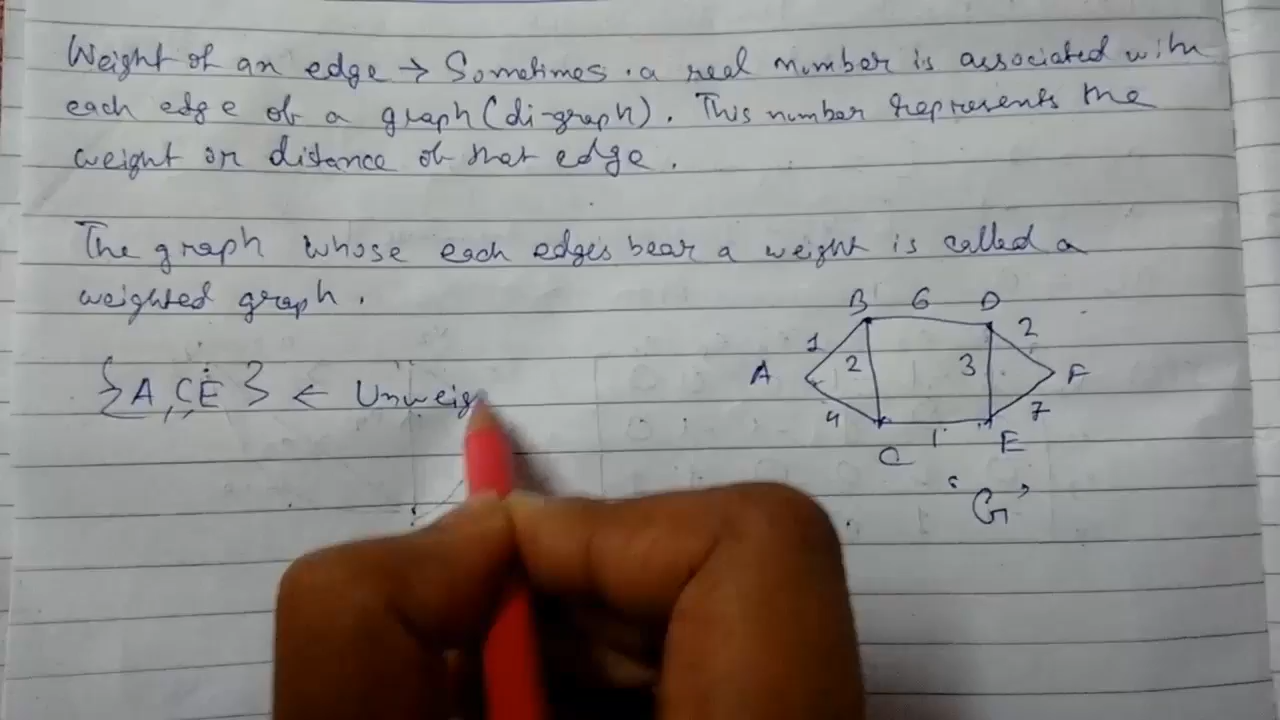 Weight of an edge → Sometimes a real number is associated with
each edge of a graph (di-graph). This number represents the
weight or distance of that edge.
The graph whose each edges bear a weight is called a
weighted graph.
B 6 D
1 2
A 2 3 F
4 7
C 1 E
{A, C, E} ← Unweig
'G'